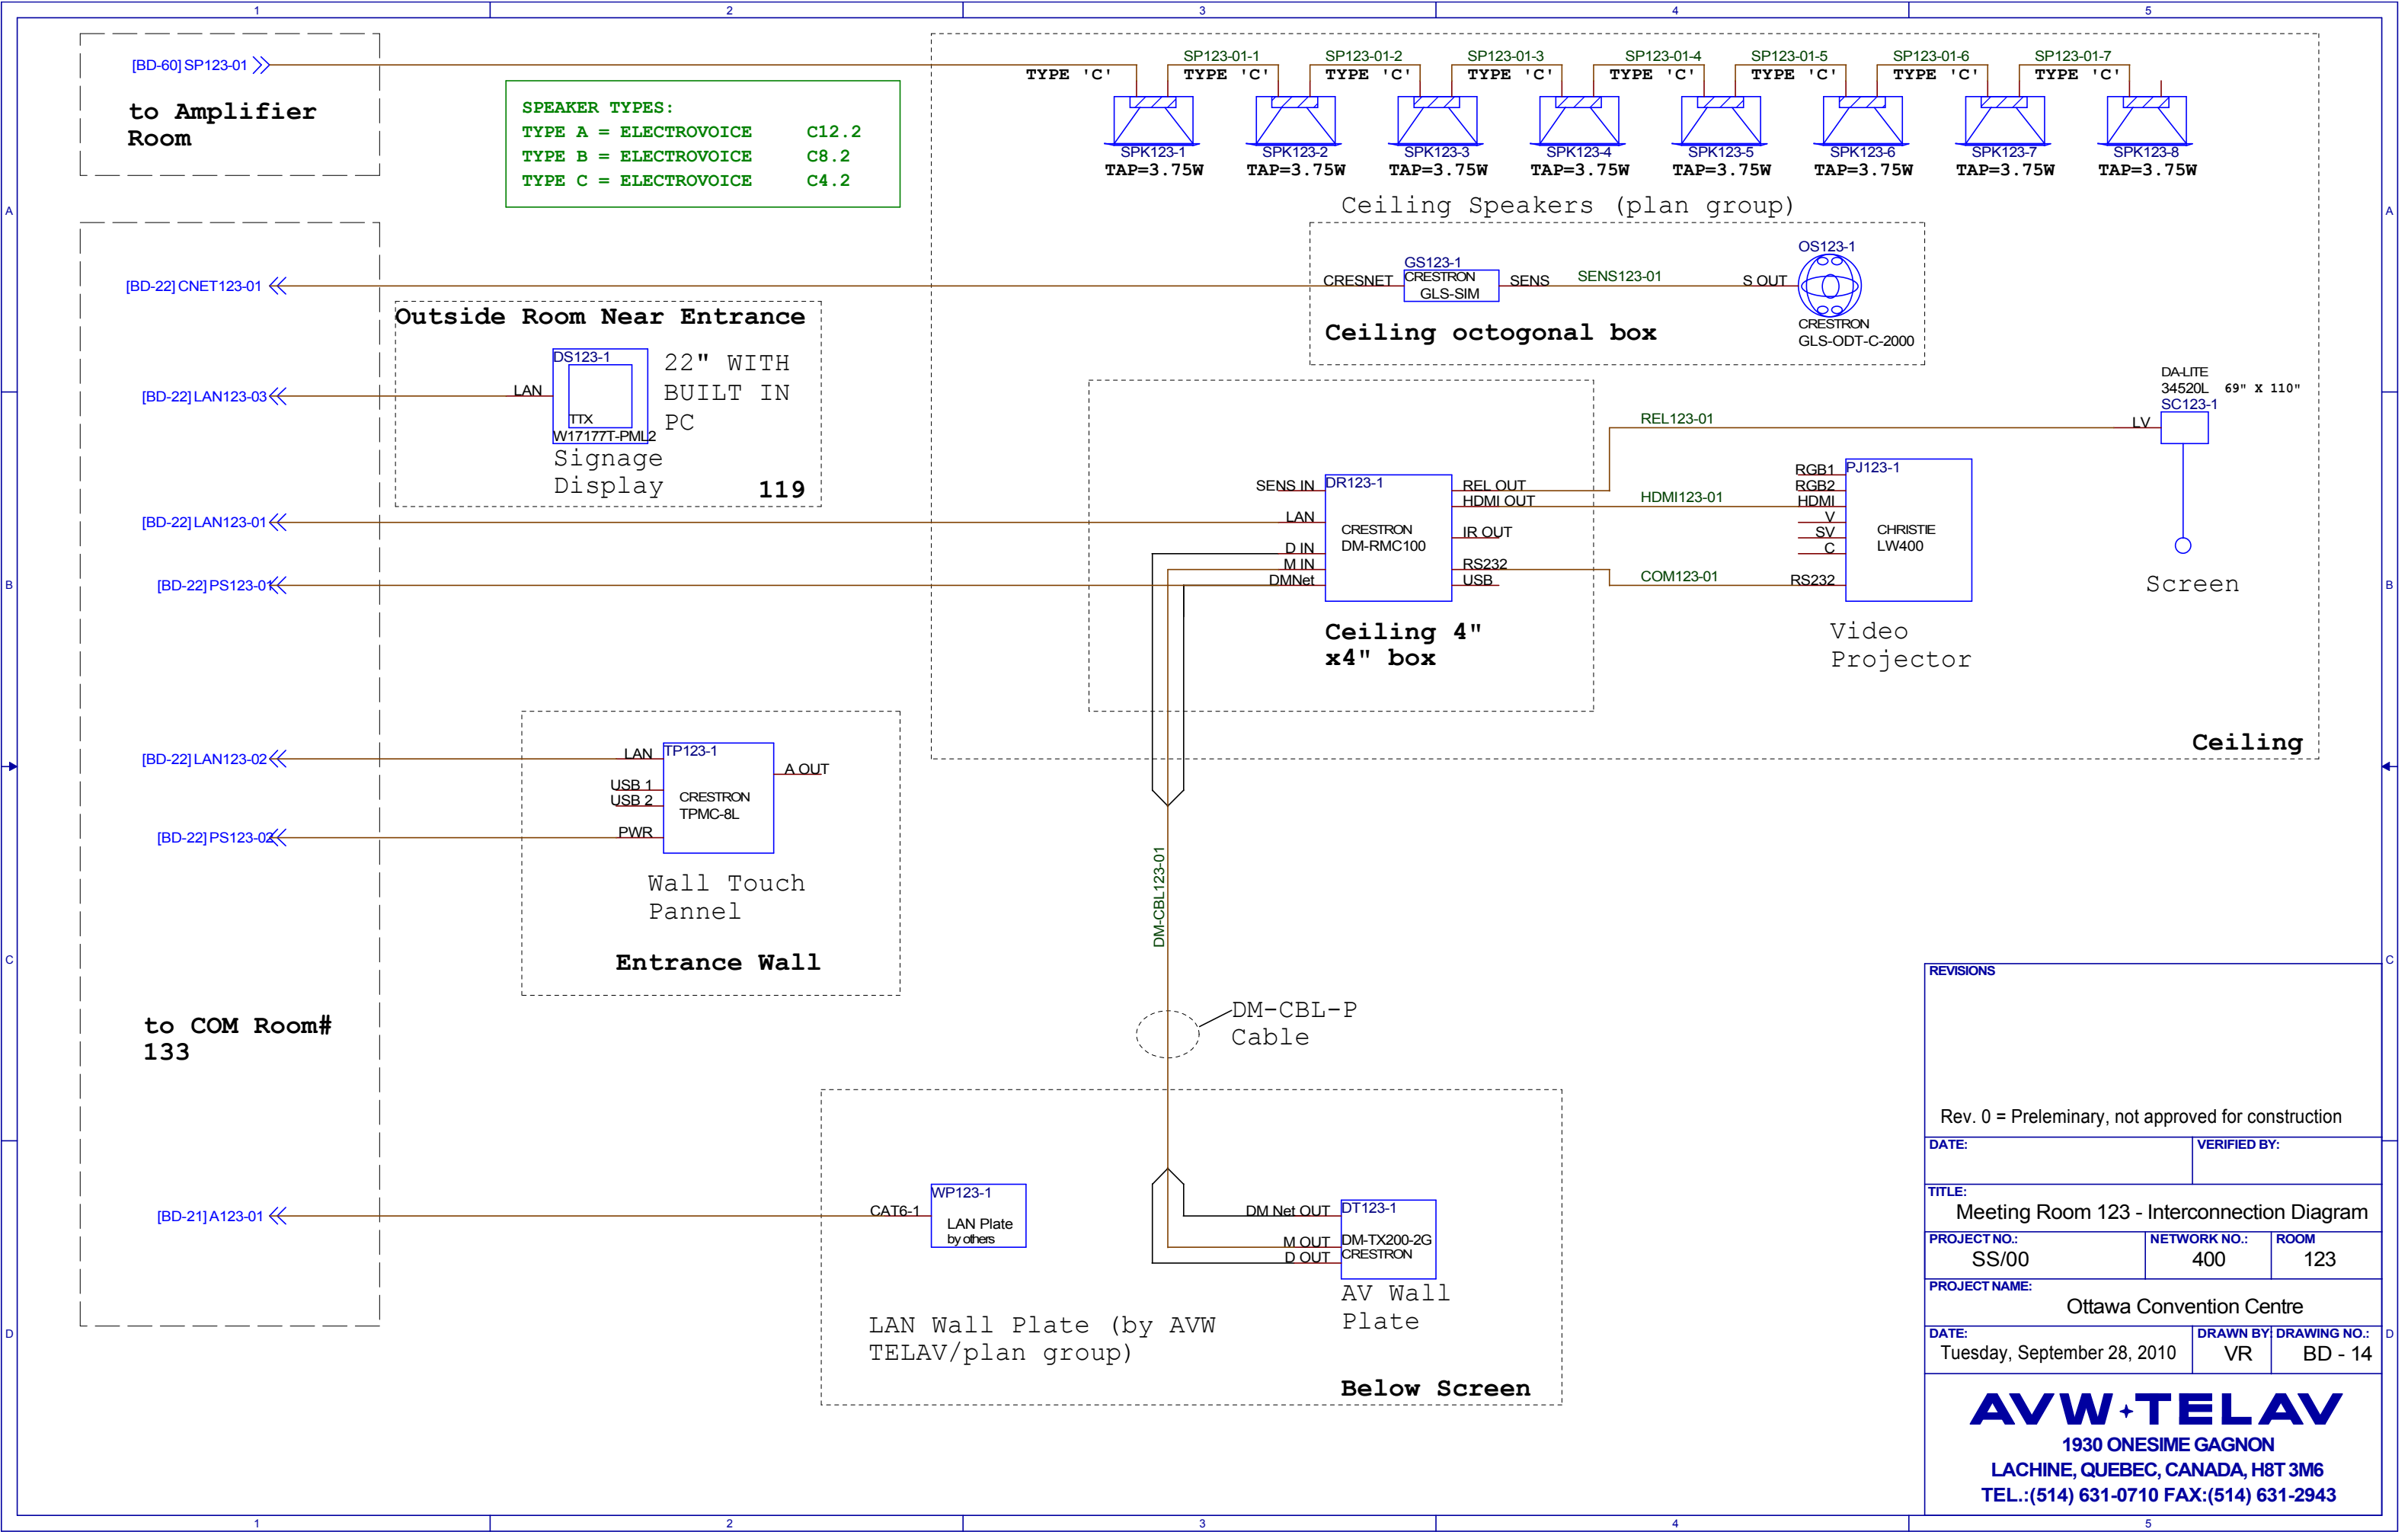 1 2 3 4 5
[BD-60] SP123-01
to Amplifier
Room
SPEAKER TYPES:
TYPE A = ELECTROVOICE C12.2
TYPE B = ELECTROVOICE C8.2
TYPE C = ELECTROVOICE C4.2
SP123-01-1 SP123-01-2 SP123-01-3 SP123-01-4 SP123-01-5 SP123-01-6 SP123-01-7
TYPE 'C' TYPE 'C' TYPE 'C' TYPE 'C' TYPE 'C' TYPE 'C' TYPE 'C' TYPE 'C'
SPK123-1 SPK123-2 SPK123-3 SPK123-4 SPK123-5 SPK123-6 SPK123-7 SPK123-8
TAP=3.75W TAP=3.75W TAP=3.75W TAP=3.75W TAP=3.75W TAP=3.75W TAP=3.75W TAP=3.75W
Ceiling Speakers (plan group)
A A
[BD-22] CNET123-01
CRESNET
GS123-1
CRESTRON
GLS-SIM
SENS
SENS123-01
S OUT
OS123-1
CRESTRON
GLS-ODT-C-2000
Ceiling octogonal box
Outside Room Near Entrance
[BD-22] LAN123-03
LAN
DS123-1
TTX
W17177T-PML2
22" WITH
BUILT IN
PC
Signage
Display
119
DA-LITE
34520L 69" X 110"
SC123-1
LV
Screen
REL123-01
[BD-22] LAN123-01
[BD-22] PS123-01
SENS IN
LAN
D IN
M IN
DMNet
DR123-1
CRESTRON
DM-RMC100
REL OUT
HDMI OUT
IR OUT
RS232
USB
Ceiling 4"
x4" box
HDMI123-01
COM123-01
RGB1
RGB2
HDMI
V
SV
C
RS232
PJ123-1
CHRISTIE
LW400
Video
Projector
B B
Ceiling
[BD-22] LAN123-02
[BD-22] PS123-02
LAN
USB 1
USB 2
PWR
TP123-1
CRESTRON
TPMC-8L
A OUT
Wall Touch
Pannel
Entrance Wall
DM-CBL123-01
DM-CBL-P
Cable
C C
to COM Room#
133
[BD-21] A123-01
CAT6-1
WP123-1
LAN Plate
by others
LAN Wall Plate (by AVW
TELAV/plan group)
DM Net OUT
M OUT
D OUT
DT123-1
DM-TX200-2G
CRESTRON
AV Wall
Plate
Below Screen
D D
REVISIONS
Rev. 0 = Preleminary, not approved for construction
DATE: VERIFIED BY:
TITLE:
Meeting Room 123 - Interconnection Diagram
PROJECT NO.: NETWORK NO.: ROOM
SS/00 400 123
PROJECT NAME:
Ottawa Convention Centre
DATE: DRAWN BY: DRAWING NO.:
Tuesday, September 28, 2010 VR BD - 14
AVW TELAV
1930 ONESIME GAGNON
LACHINE, QUEBEC, CANADA, H8T 3M6
TEL.:(514) 631-0710 FAX:(514) 631-2943
1 2 3 4 5